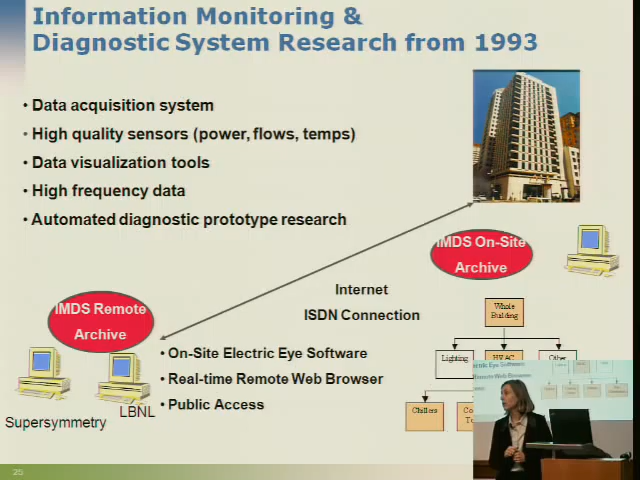 Information Monitoring &
Diagnostic System Research from 1993
• Data acquisition system
• High quality sensors (power, flows, temps)
• Data visualization tools
• High frequency data
• Automated diagnostic prototype research
IMDS On-Site
Archive
Internet
ISDN Connection
Whole
Building
IMDS Remote
Archive
• On-Site Electric Eye Software
• Real-time Remote Web Browser
• Public Access
Lighting
HVAC
Other
Chillers
Supersymmetry
LBNL
25